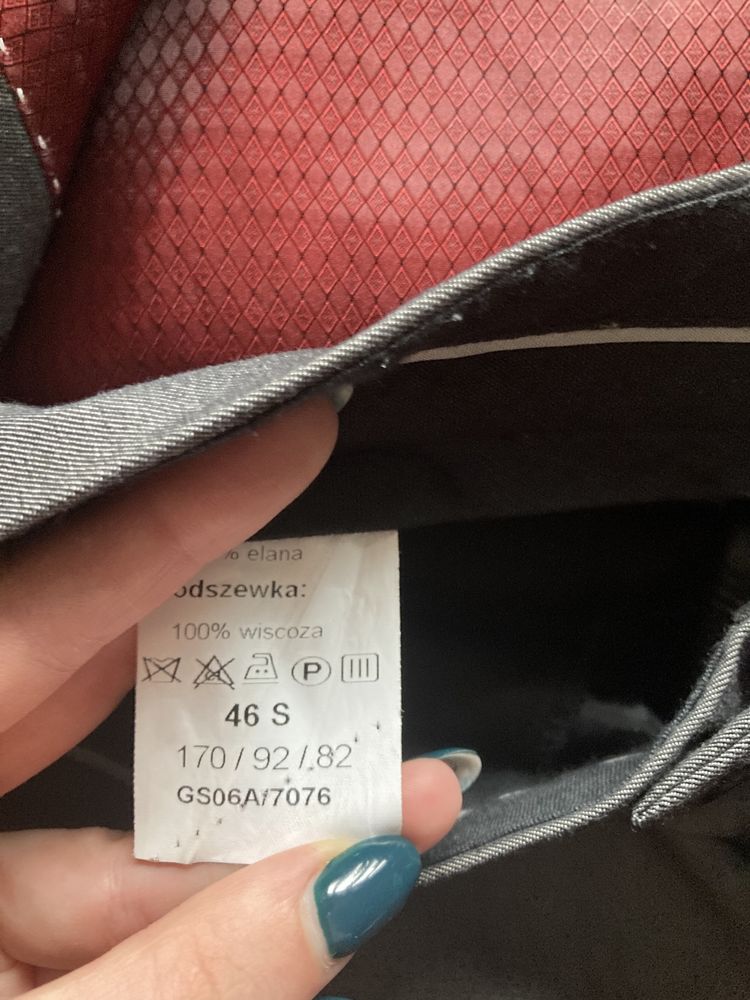 % elana
odszewka:
100% wiscoza
P
46 S
170 / 92 / 82
GS06A/7076